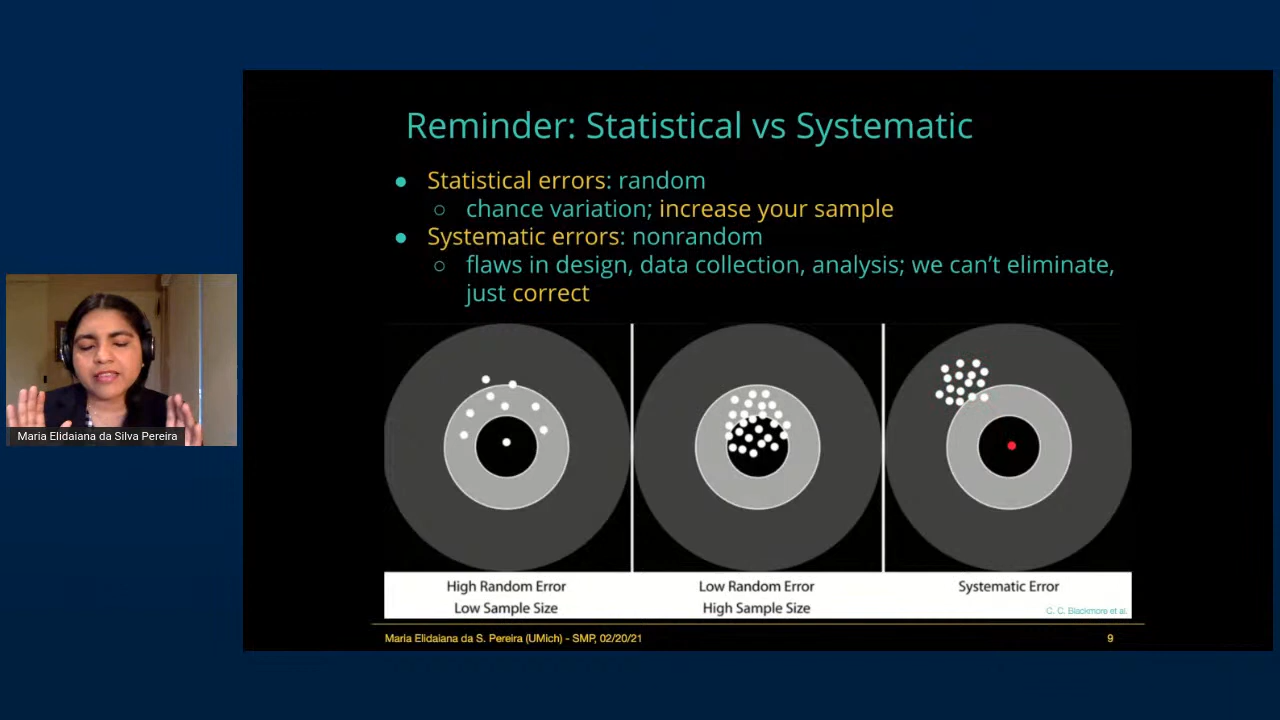 Reminder: Statistical vs Systematic
● Statistical errors: random
○ chance variation; increase your sample
● Systematic errors: nonrandom
○ flaws in design, data collection, analysis; we can't eliminate,
just correct
High Random Error
Low Sample Size
Low Random Error
High Sample Size
Systematic Error
C. C. Blackmore et al.
Maria Elidaiana da S. Pereira (UMich) - SMP, 02/20/21
9
Maria Elidaiana da Silva Pereira